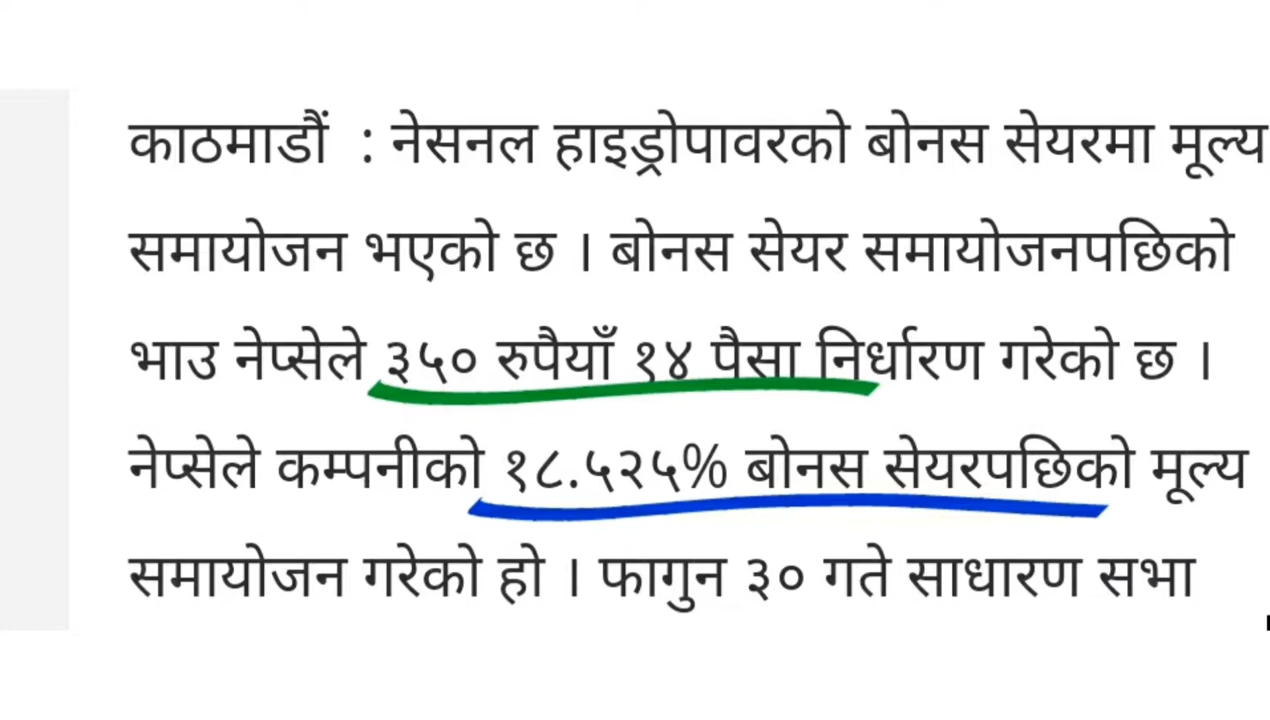 काठमाडौं : नेसनल हाइड्रोपावरको बोनस सेयरमा मूल्य
समायोजन भएको छ । बोनस सेयर समायोजनपछिको
भाउ नेप्सेले ३५० रुपैयाँ १४ पैसा निर्धारण गरेको छ ।
नेप्सेले कम्पनीको १८.५२५% बोनस सेयरपछिको मूल्य
समायोजन गरेको हो । फागुन ३० गते साधारण सभा